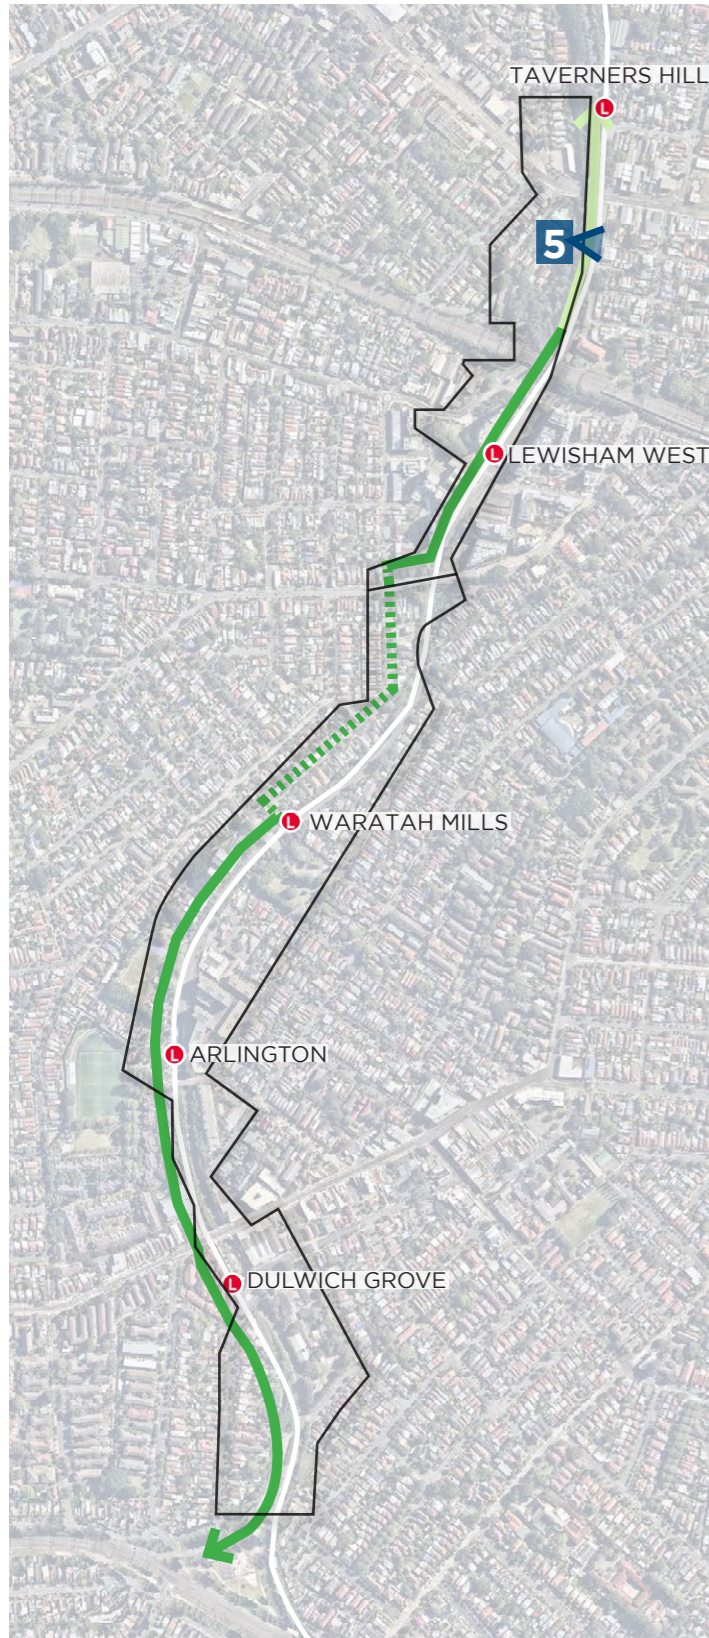 TAVERNERS HILL
L
5
L LEWISHAM WEST
L WARATAH MILLS
L ARLINGTON
L DULWICH GROVE